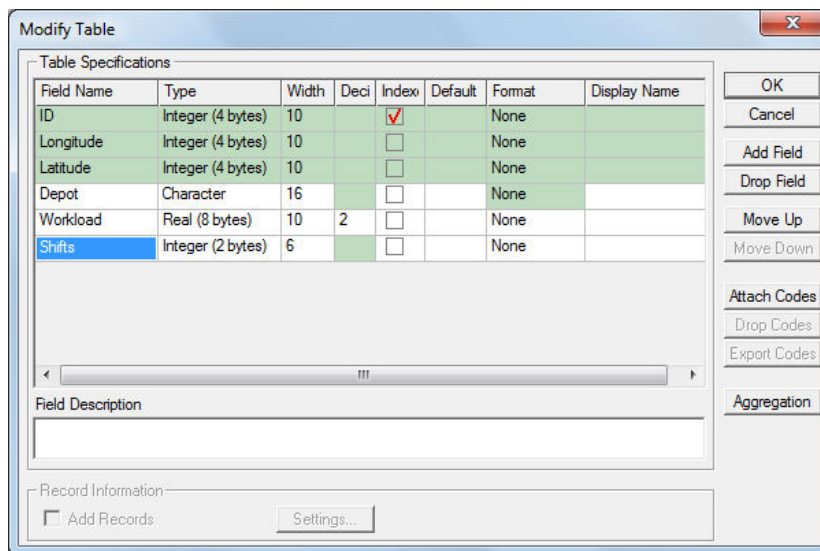 Modify Table
Table Specifications
Field Name Type Width Deci Indexe Default Format Display Name
ID Integer (4 bytes) 10 None
Longitude Integer (4 bytes) 10 None
Latitude Integer (4 bytes) 10 None
Depot Character 16 None
Workload Real (8 bytes) 10 2 None
Shifts Integer (2 bytes) 6 None
Field Description
Record Information
Add Records Settings...
OK
Cancel
Add Field
Drop Field
Move Up
Move Down
Attach Codes
Drop Codes
Export Codes
Aggregation